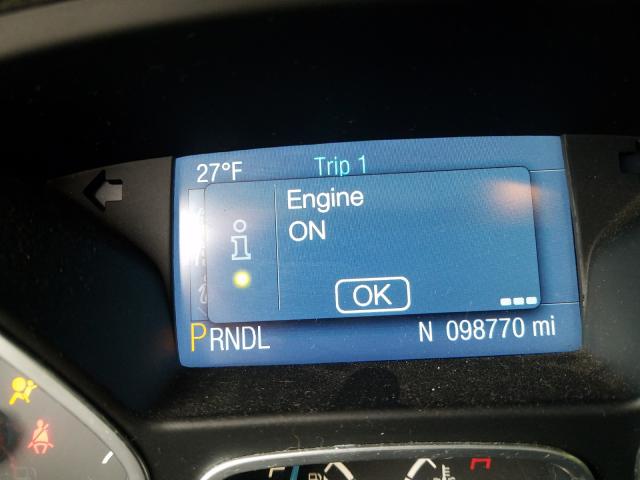 27°F Trip 1
Engine
ON
OK
PRNDL N 098770 mi